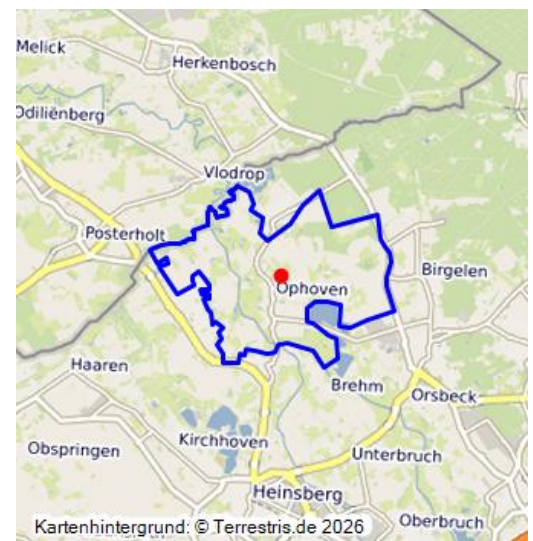 Melick
Herkenbosch
Odiliënberg
Vlodrop
Posterholt
Birgelen
Ophoven
Haaren
Brehm
Orsbeck
Kirchhoven
Obspringen
Unterbruch
Heinsberg
Oberbruch
Kartenhintergrund: © Terrestris.de 2026